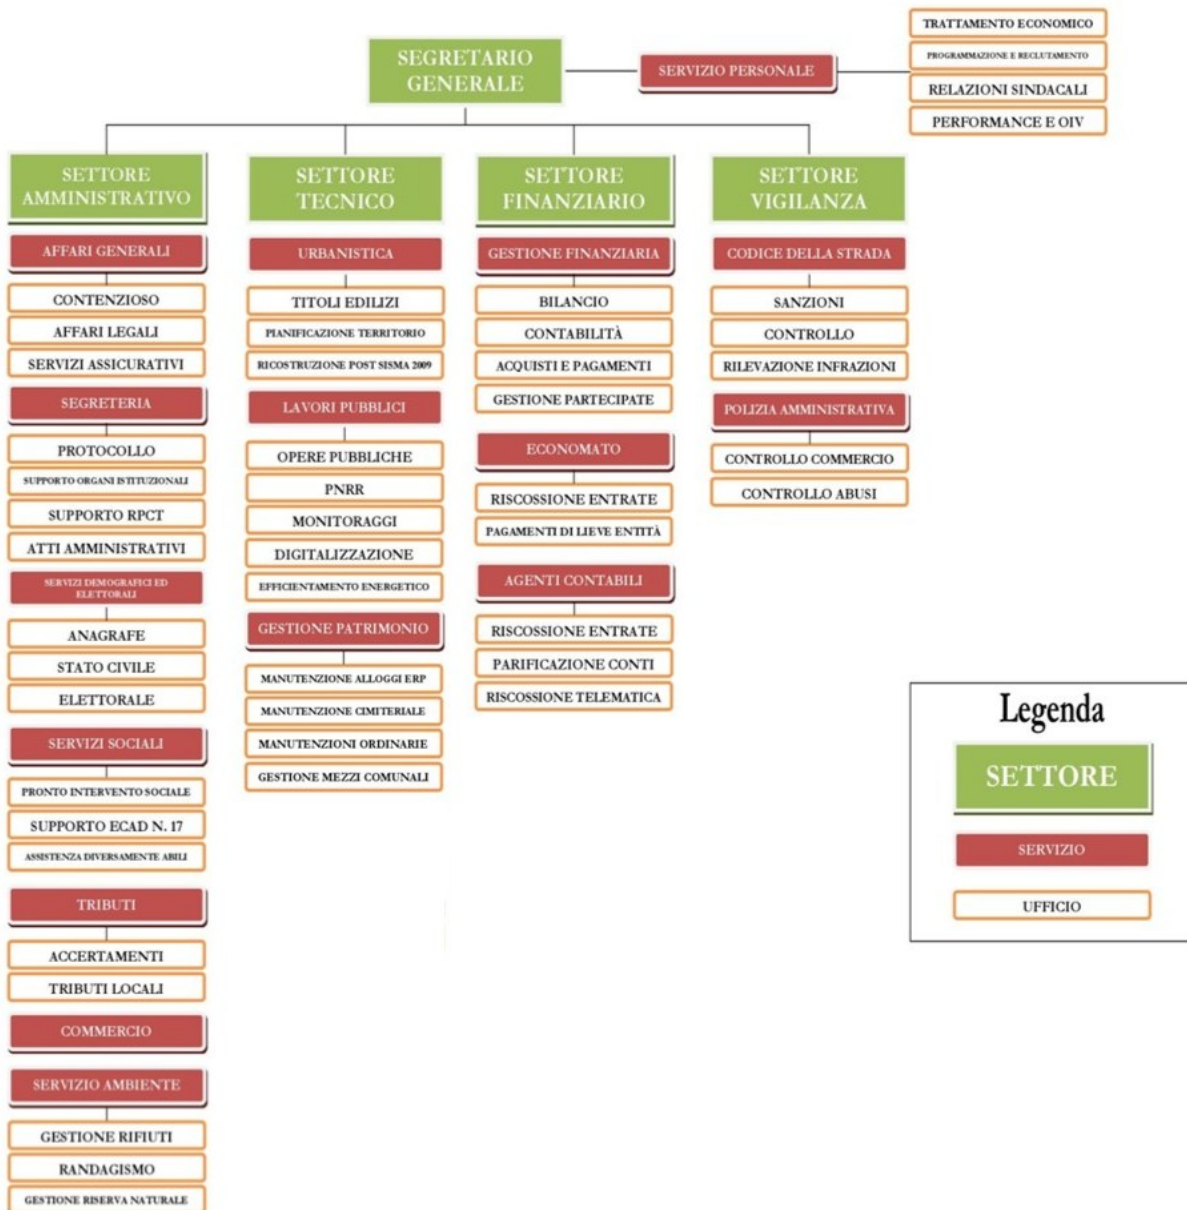 SEGRETARIO
GENERALE
SERVIZIO PERSONALE
TRATTAMENTO ECONOMICO
PROGRAMMAZIONE E RECLUTAMENTO
RELAZIONI SINDACALI
PERFORMANCE E OIV
SETTORE
AMMINISTRATIVO
AFFARI GENERALI
CONTENZIOSO
AFFARI LEGALI
SERVIZI ASSICURATIVI
SEGRETERIA
PROTOCOLLO
SUPPORTO ORGANI ISTITUZIONALI
SUPPORTO RPCT
ATTI AMMINISTRATIVI
SERVIZI DEMOGRAFICI ED
ELETTORALI
ANAGRAFE
STATO CIVILE
ELETTORALE
SERVIZI SOCIALI
PRONTO INTERVENTO SOCIALE
SUPPORTO ECAD N. 17
ASSISTENZA DIVERSAMENTE ABILI
TRIBUTI
ACCERTAMENTI
TRIBUTI LOCALI
COMMERCIO
SERVIZIO AMBIENTE
GESTIONE RIFIUTI
RANDAGISMO
GESTIONE RISERVA NATURALE
SETTORE
TECNICO
URBANISTICA
TITOLI EDILIZI
PIANIFICAZIONE TERRITORIO
RICOSTRUZIONE POST SISMA 2009
LAVORI PUBBLICI
OPERE PUBBLICHE
PNRR
MONITORAGGI
DIGITALIZZAZIONE
EFFICIENTAMENTO ENERGETICO
GESTIONE PATRIMONIO
MANUTENZIONE ALLOGGI ERP
MANUTENZIONE CIMITERIALE
MANUTENZIONI ORDINARIE
GESTIONE MEZZI COMUNALI
SETTORE
FINANZIARIO
GESTIONE FINANZIARIA
BILANCIO
CONTABILITÀ
ACQUISTI E PAGAMENTI
GESTIONE PARTECIPATE
ECONOMATO
RISCOSSIONE ENTRATE
PAGAMENTI DI LIEVE ENTITÀ
AGENTI CONTABILI
RISCOSSIONE ENTRATE
PARIFICAZIONE CONTI
RISCOSSIONE TELEMATICA
SETTORE
VIGILANZA
CODICE DELLA STRADA
SANZIONI
CONTROLLO
RILEVAZIONE INFRAZIONI
POLIZIA AMMINISTRATIVA
CONTROLLO COMMERCIO
CONTROLLO ABUSI
Legenda
SETTORE
SERVIZIO
UFFICIO